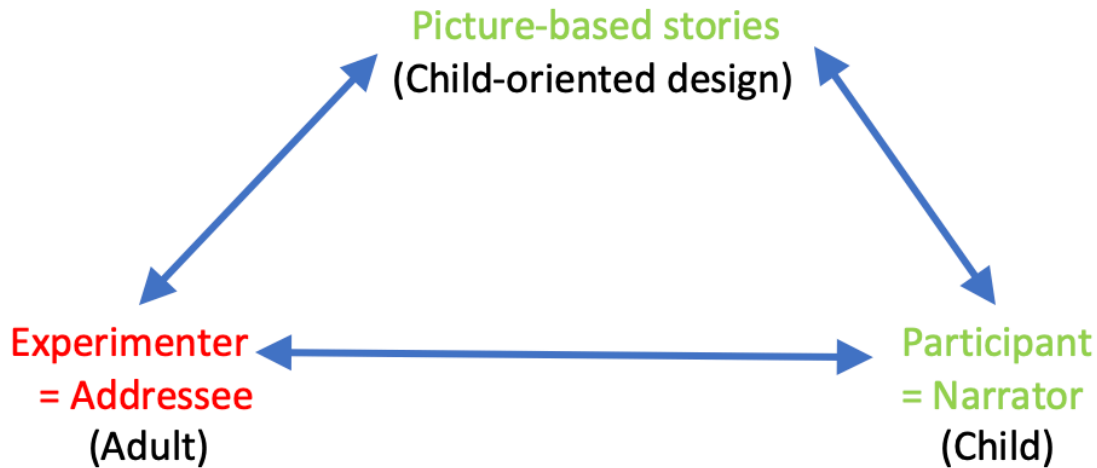 Picture-based stories
(Child-oriented design)
Experimenter
= Addressee
(Adult)
Participant
= Narrator
(Child)